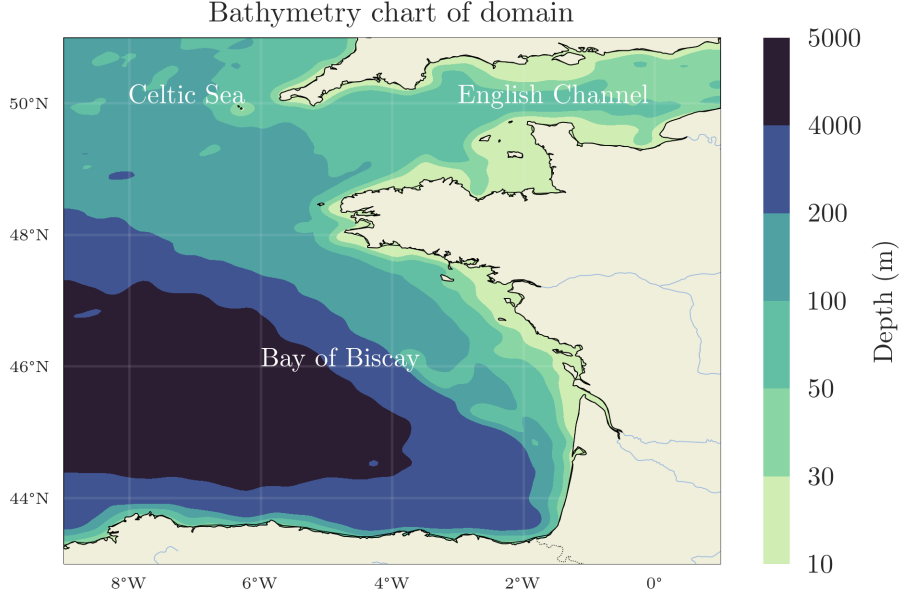 Bathymetry chart of domain
50°N
48°N
46°N
44°N
8°W
6°W
4°W
2°W
0°
Celtic Sea
English Channel
Bay of Biscay
5000
4000
200
100
50
30
10
Depth (m)